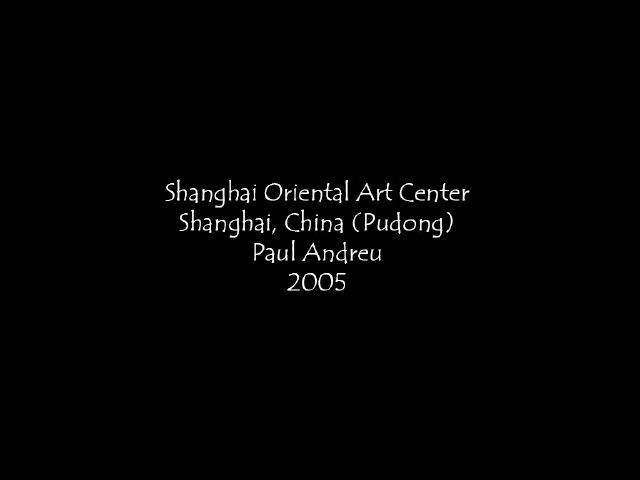 Shanghai Oriental Art Center
Shanghai, China (Pudong)
Paul Andreu
2005